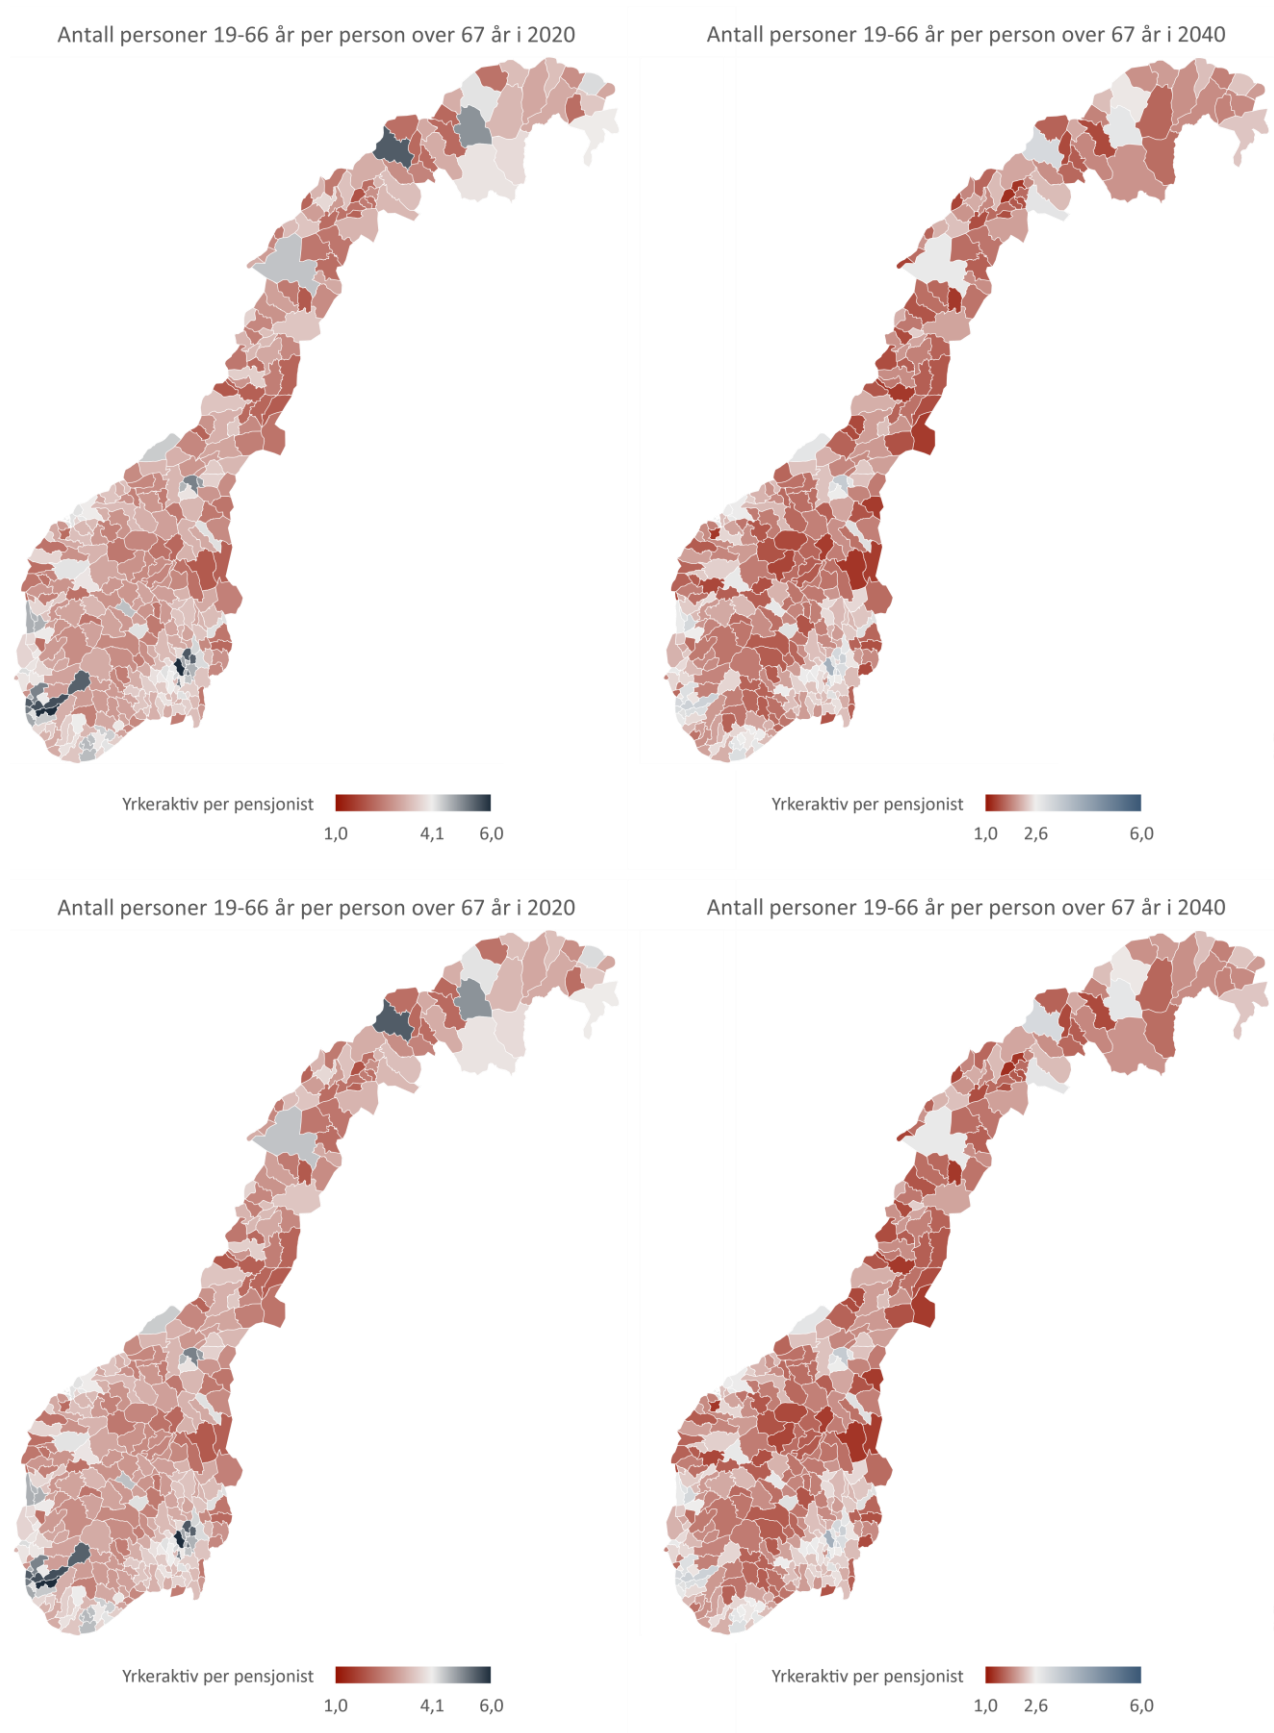 Antall personer 19-66 år per person over 67 år i 2020
Antall personer 19-66 år per person over 67 år i 2040
Yrkeraktiv per pensjonist
1,0 4,1 6,0
Yrkeraktiv per pensjonist
1,0 2,6 6,0
Antall personer 19-66 år per person over 67 år i 2020
Antall personer 19-66 år per person over 67 år i 2040
Yrkeraktiv per pensjonist
1,0 4,1 6,0
Yrkeraktiv per pensjonist
1,0 2,6 6,0